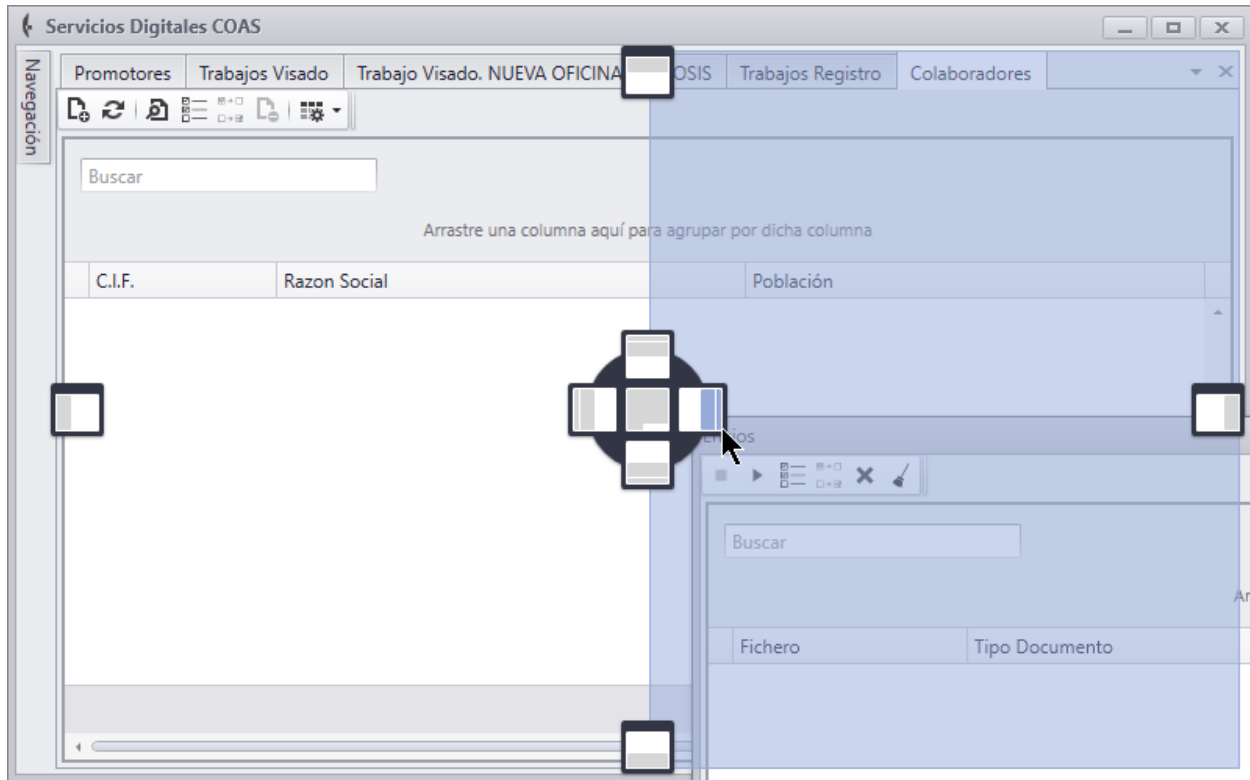 Servicios Digitales COAS
Navegación
Promotores
Trabajos Visado
Trabajo Visado. NUEVA OFICINA
OSIS
Trabajos Registro
Colaboradores
Buscar
Arrastre una columna aquí para agrupar por dicha columna
C.I.F.
Razon Social
Población
Buscar
Ar
Fichero
Tipo Documento